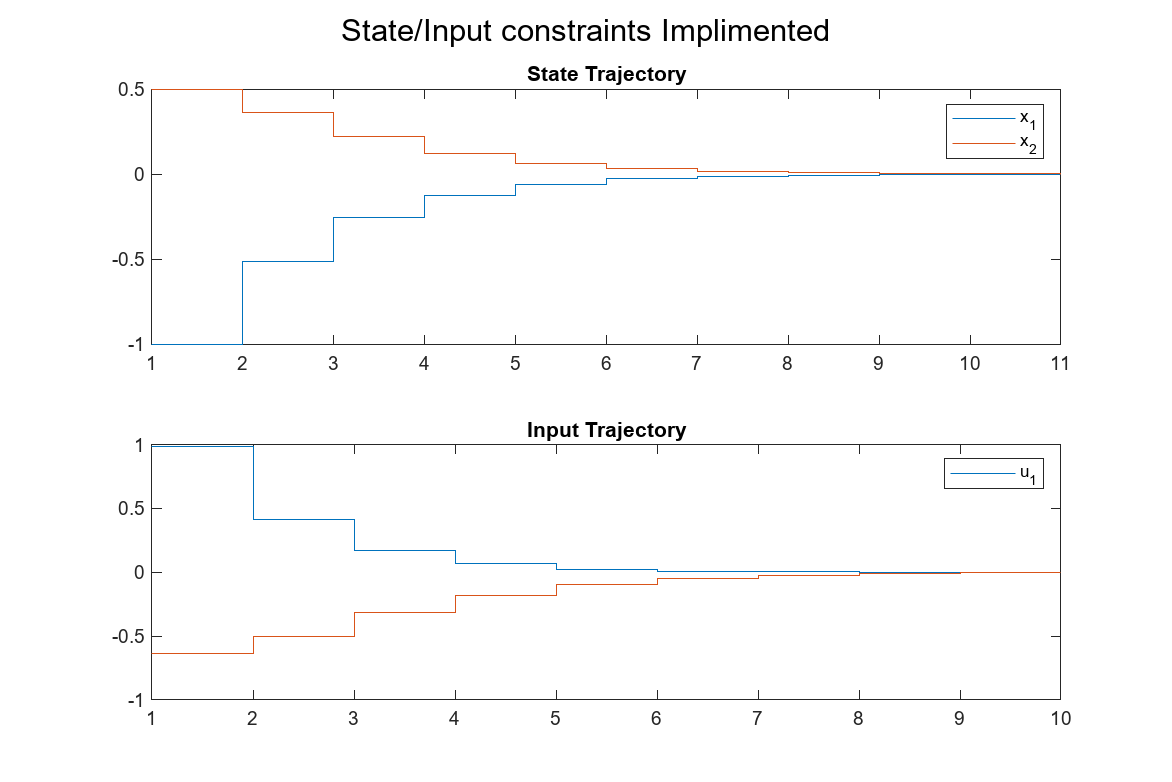 State/Input constraints Implimented
State Trajectory
0.5
0
-0.5
-1
x1
x2
1 2 3 4 5 6 7 8 9 10 11
Input Trajectory
1
0.5
0
-0.5
-1
u1
1 2 3 4 5 6 7 8 9 10